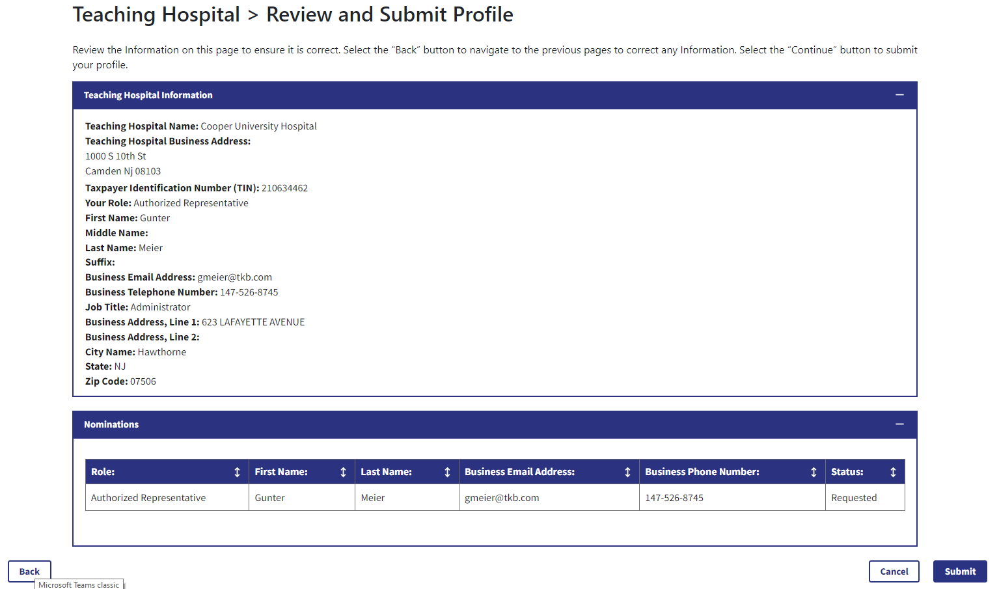 Teaching Hospital > Review and Submit Profile
Review the Information on this page to ensure it is correct. Select the “Back” button to navigate to the previous pages to correct any Information. Select the “Continue” button to submit
your profile.
Teaching Hospital Information
Teaching Hospital Name: Cooper University Hospital
Teaching Hospital Business Address:
1000 S 10th St
Camden Nj 08103
Taxpayer Identification Number (TIN): 210634462
Your Role: Authorized Representative
First Name: Gunter
Middle Name:
Last Name: Meier
Suffix:
Business Email Address: gmeier@tkb.com
Business Telephone Number: 147-526-8745
Job Title: Administrator
Business Address, Line 1: 623 LAFAYETTE AVENUE
Business Address, Line 2:
City Name: Hawthorne
State: NJ
Zip Code: 07506
Nominations
Role: First Name: Last Name: Business Email Address: Business Phone Number: Status:
Authorized Representative Gunter Meier gmeier@tkb.com 147-526-8745 Requested
Back Cancel Submit
Microsoft Teams classic